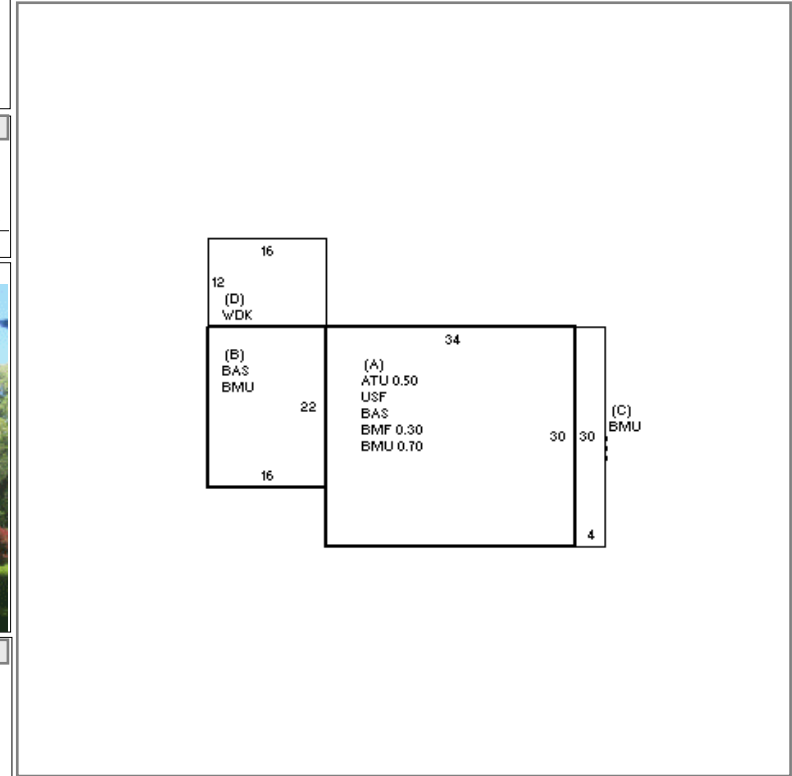 16
12
(D)
WDK
34
(B)
BAS
BMU
22
16
(A)
ATU 0.50
USF
BAS
BMF 0.30
BMU 0.70
30
30
(C)
BMU
4